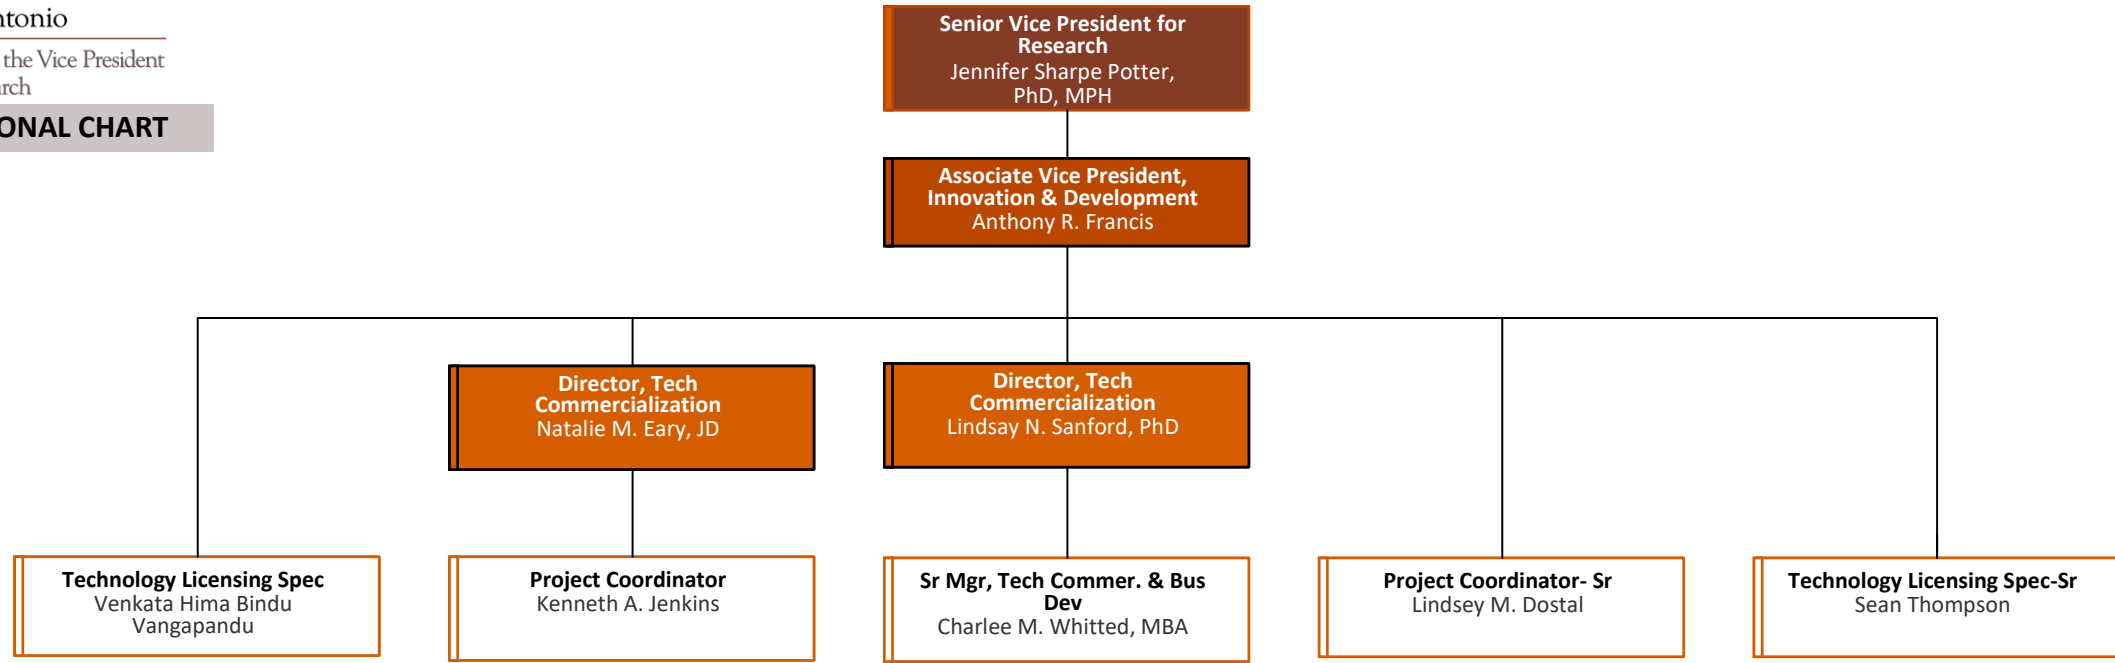 ntonio
the Vice President
arch
ONAL CHART
Senior Vice President for
Research
Jennifer Sharpe Potter,
PhD, MPH
Associate Vice President,
Innovation & Development
Anthony R. Francis
Director, Tech
Commercialization
Natalie M. Eary, JD
Director, Tech
Commercialization
Lindsay N. Sanford, PhD
Technology Licensing Spec
Venkata Hima Bindu
Vangapandu
Project Coordinator
Kenneth A. Jenkins
Sr Mgr, Tech Commer. & Bus
Dev
Charlee M. Whitted, MBA
Project Coordinator- Sr
Lindsey M. Dostal
Technology Licensing Spec-Sr
Sean Thompson